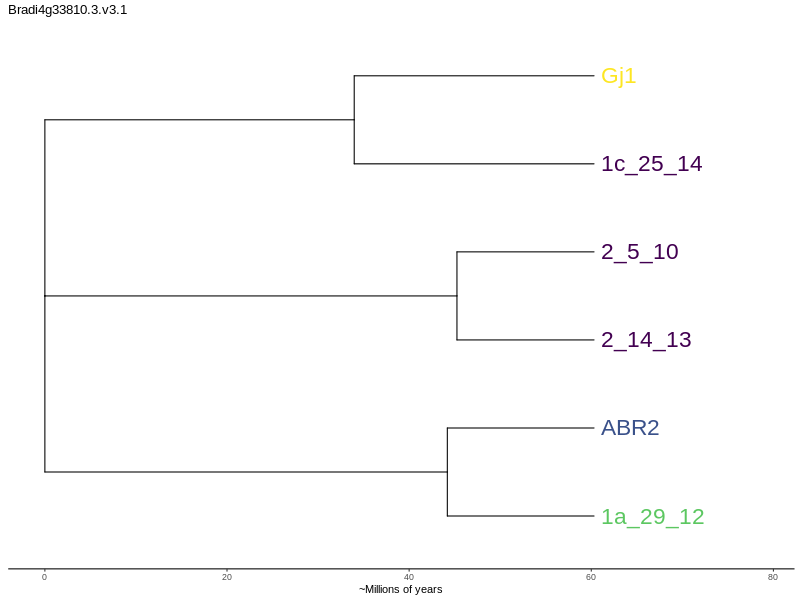 Bradi4g33810.3.v3.1
Gj1
1c_25_14
2_5_10
2_14_13
ABR2
1a_29_12
0 20 40 60 80
~Millions of years